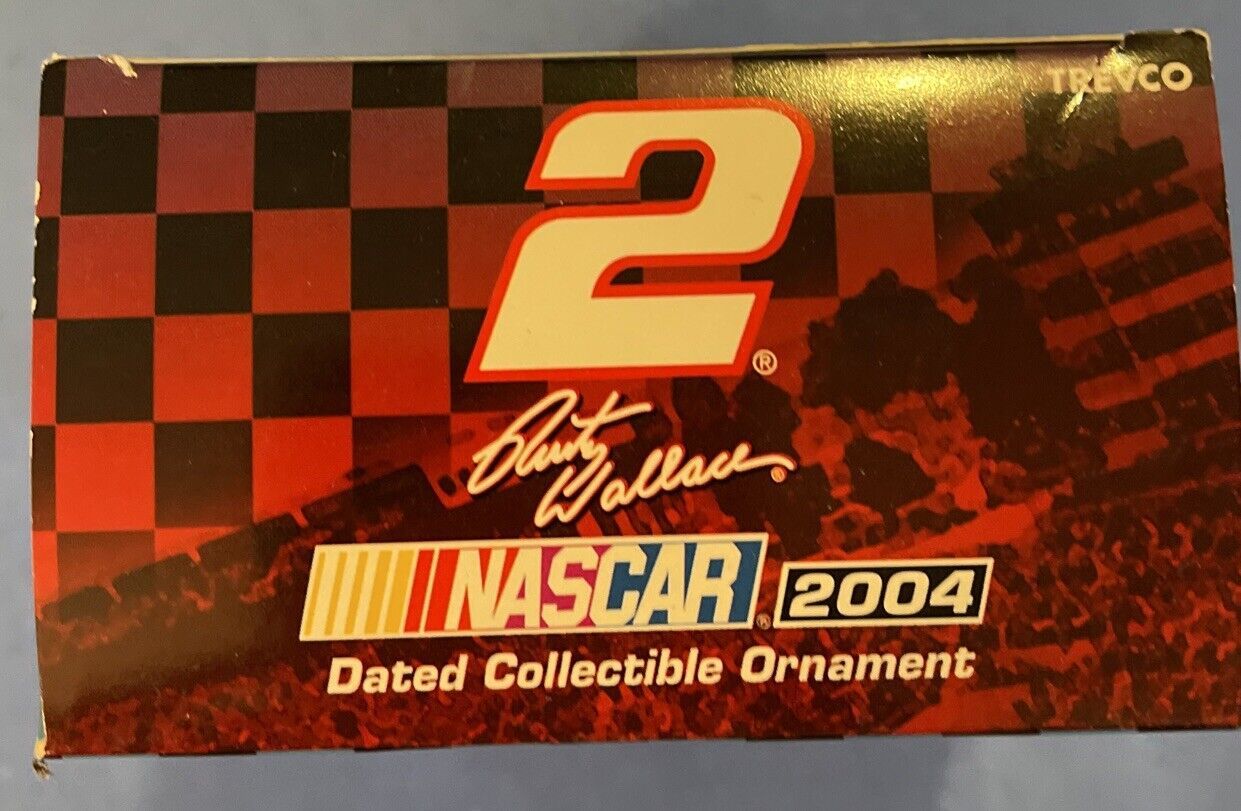 TREVCO
2®
Rusty
Wallace®
NASCAR® 2004
Dated Collectible Ornament